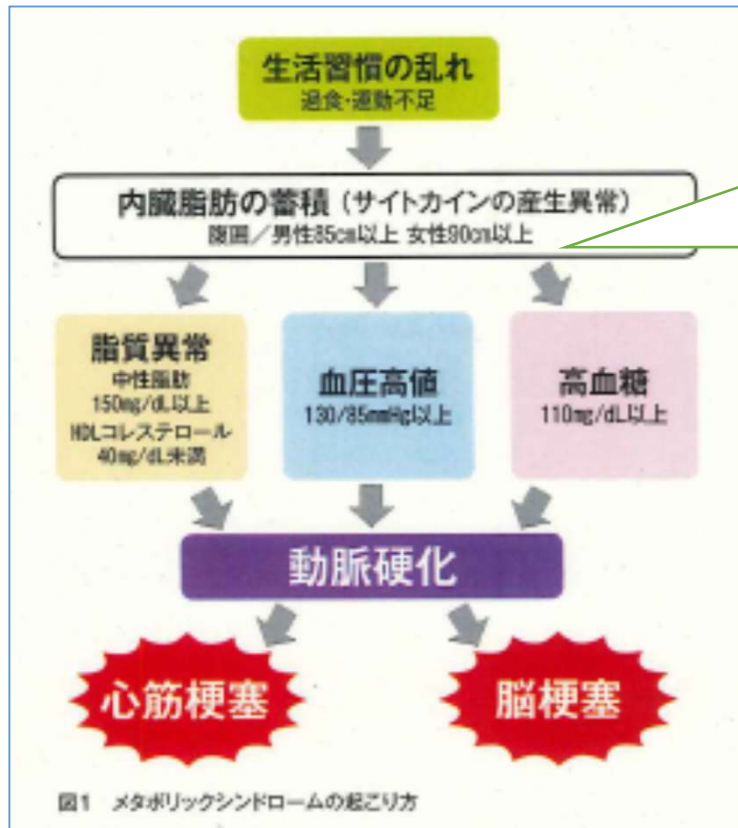 生活習慣の乱れ
過食・運動不足
内臓脂肪の蓄積（サイトカインの産生異常）
腹囲／男性85cm以上 女性90cm以上
脂質異常
中性脂肪
150mg/dL以上
HDLコレステロール
40mg/dL未満
血圧高値
130/85mmHg以上
高血糖
110mg/dL以上
動脈硬化
心筋梗塞
脳梗塞
図1 メタボリックシンドロームの起こり方